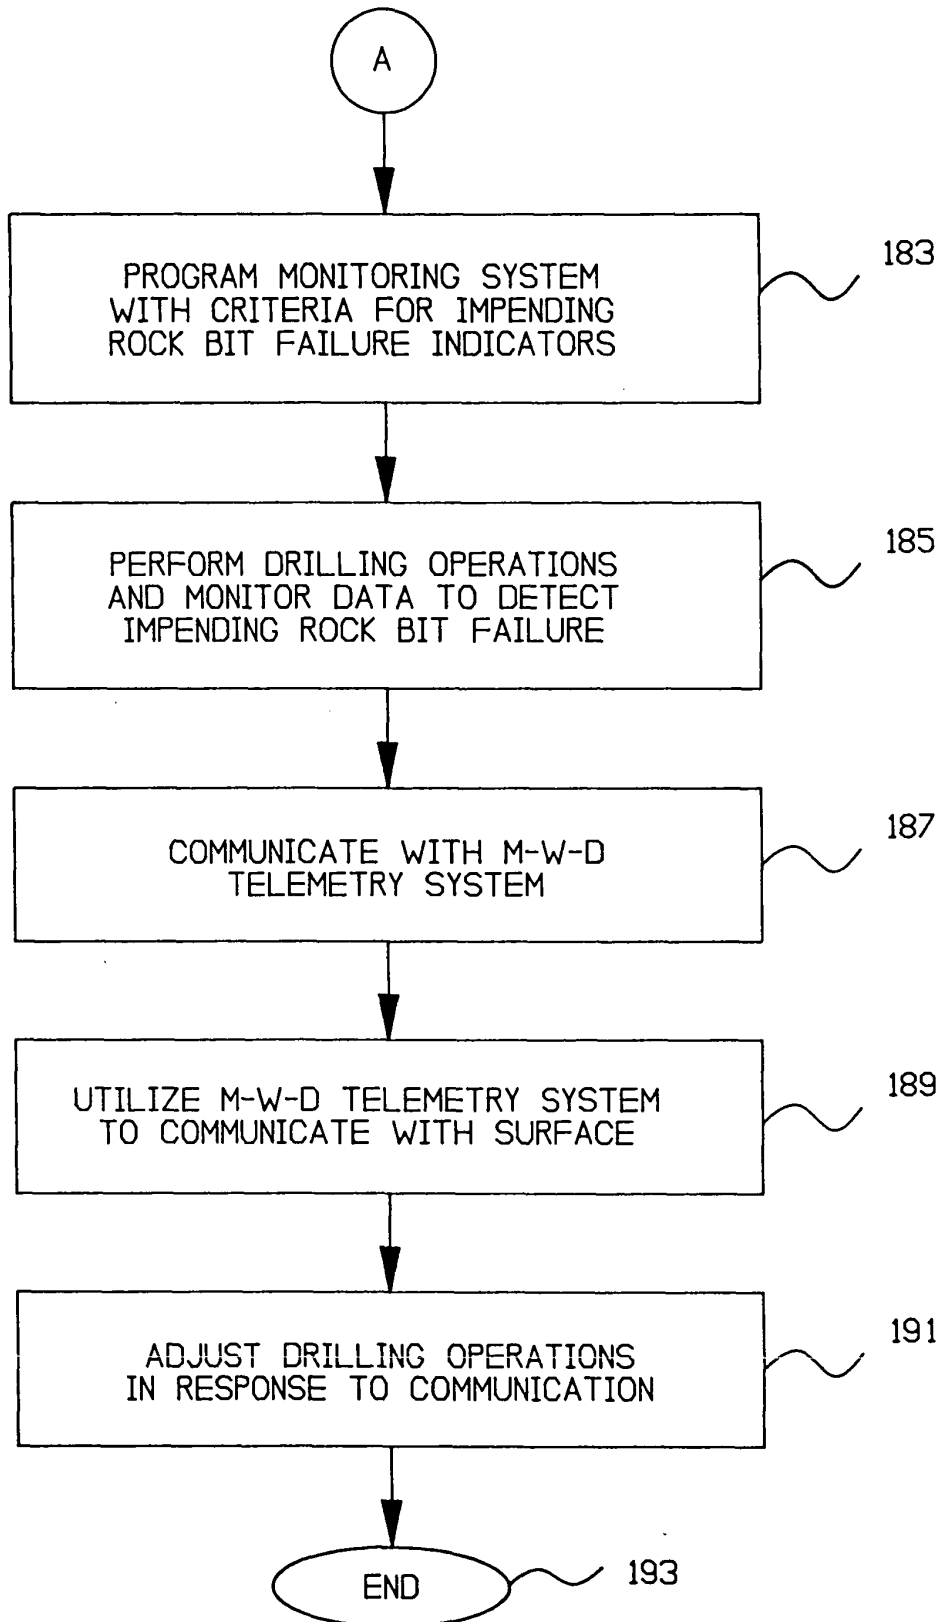 A
PROGRAM MONITORING SYSTEM
WITH CRITERIA FOR IMPENDING
ROCK BIT FAILURE INDICATORS
183
PERFORM DRILLING OPERATIONS
AND MONITOR DATA TO DETECT
IMPENDING ROCK BIT FAILURE
185
COMMUNICATE WITH M-W-D
TELEMETRY SYSTEM
187
UTILIZE M-W-D TELEMETRY SYSTEM
TO COMMUNICATE WITH SURFACE
189
ADJUST DRILLING OPERATIONS
IN RESPONSE TO COMMUNICATION
191
END
193